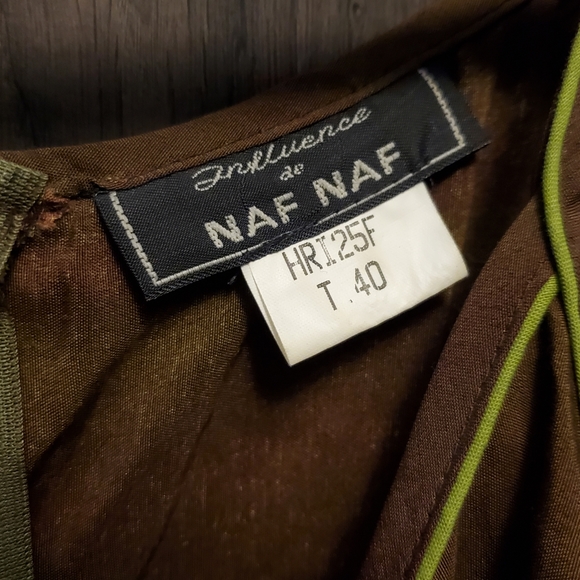 Influence
de
NAF NAF
HRI25F
T.40